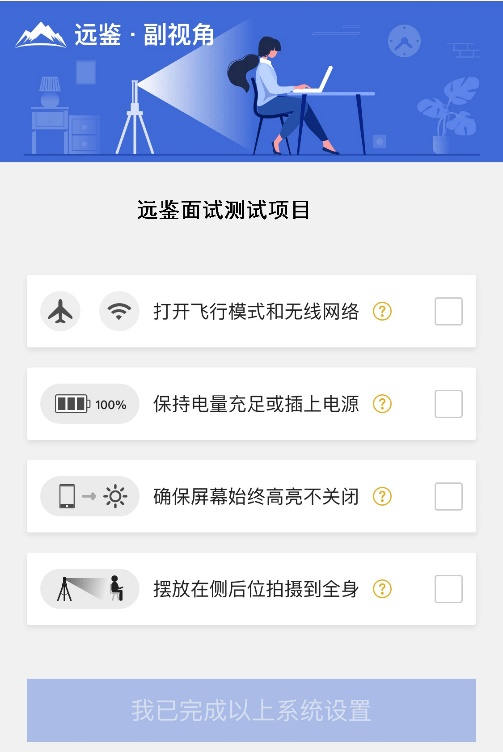 远鉴·副视角
远鉴面试测试项目
打开飞行模式和无线网络 ?
100% 保持电量充足或插上电源 ?
确保屏幕始终高亮不关闭 ?
摆放在侧后位拍摄到全身 ?
我已完成以上系统设置